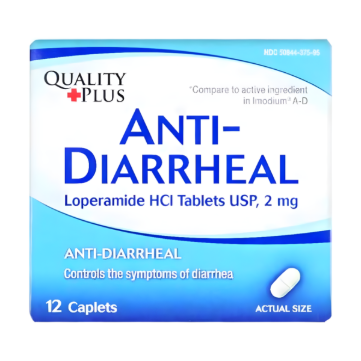 QUALITY
PLUS
*Compare to active ingredient
in Imodium® A-D
ANTI-
DIARRHEAL
Loperamide HCl Tablets USP, 2 mg
ANTI-DIARRHEAL
Controls the symptoms of diarrhea
12 Caplets
ACTUAL SIZE